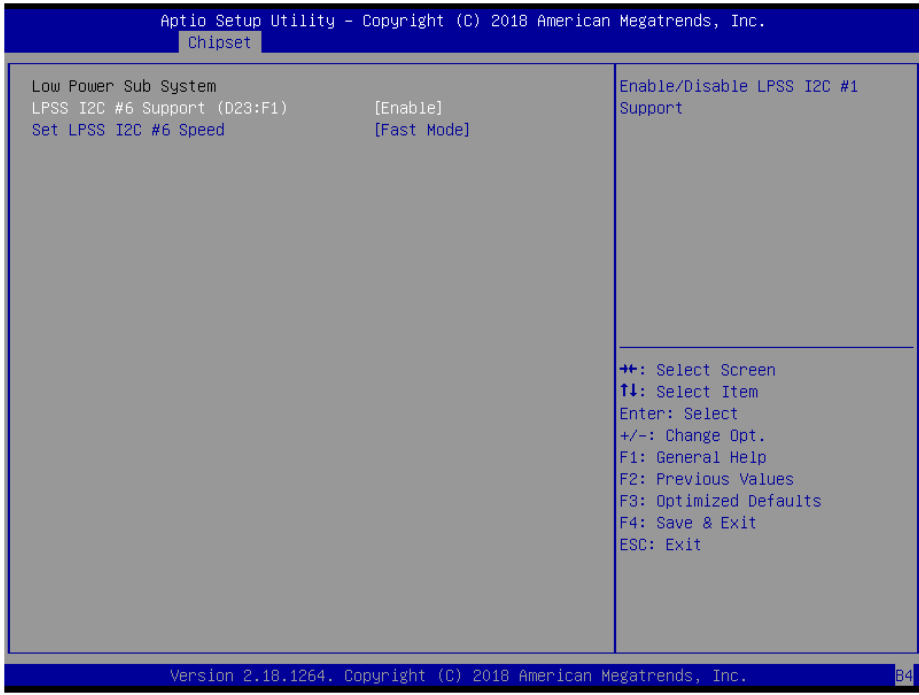 Aptio Setup Utility – Copyright (C) 2018 American Megatrends, Inc.
Chipset
Low Power Sub System
LPSS I2C #6 Support (D23:F1) [Enable]
Set LPSS I2C #6 Speed [Fast Mode]
Enable/Disable LPSS I2C #1
Support
→←: Select Screen
↑↓: Select Item
Enter: Select
+/-: Change Opt.
F1: General Help
F2: Previous Values
F3: Optimized Defaults
F4: Save & Exit
ESC: Exit
Version 2.18.1264. Copyright (C) 2018 American Megatrends, Inc.
B4